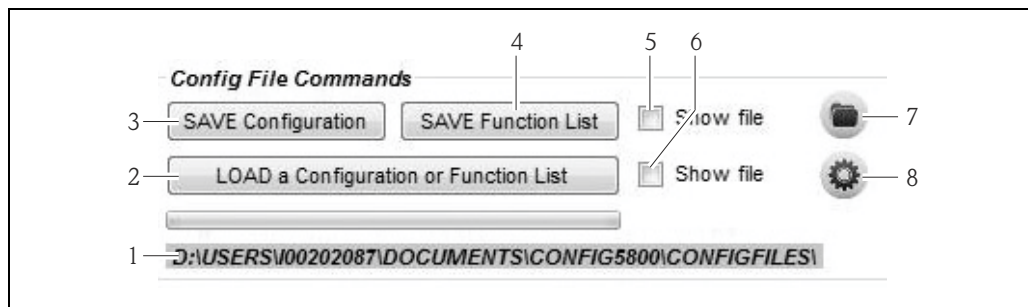 4 5 6
Config File Commands
3 SAVE Configuration SAVE Function List Show file 7
2 LOAD a Configuration or Function List Show file 8
1 D:\USERS\I00202087\DOCUMENTS\CONFIG5800\CONFIGFILES\